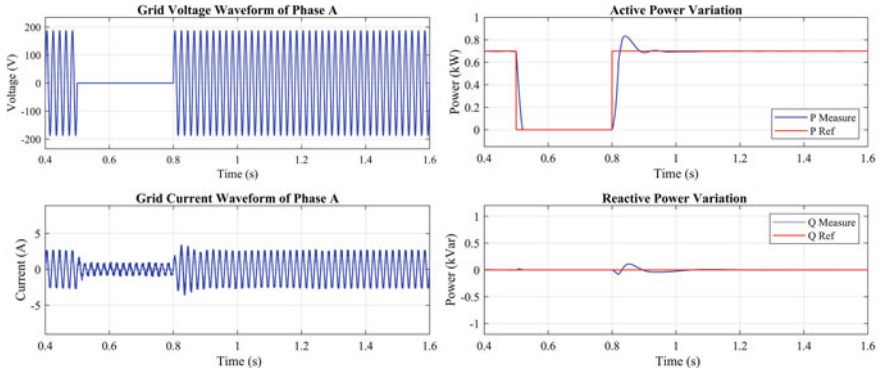 Grid Voltage Waveform of Phase A
Voltage (V)
200
100
0
-100
-200
0.4 0.6 0.8 1 1.2 1.4 1.6
Time (s)
Active Power Variation
Power (kW)
1
0.8
0.6
0.4
0.2
0
0.4 0.6 0.8 1 1.2 1.4 1.6
Time (s)
P Measure
P Ref
Grid Current Waveform of Phase A
Current (A)
5
0
-5
0.4 0.6 0.8 1 1.2 1.4 1.6
Time (s)
Reactive Power Variation
Power (kVar)
1
0.5
0
-0.5
-1
0.4 0.6 0.8 1 1.2 1.4 1.6
Time (s)
Q Measure
Q Ref